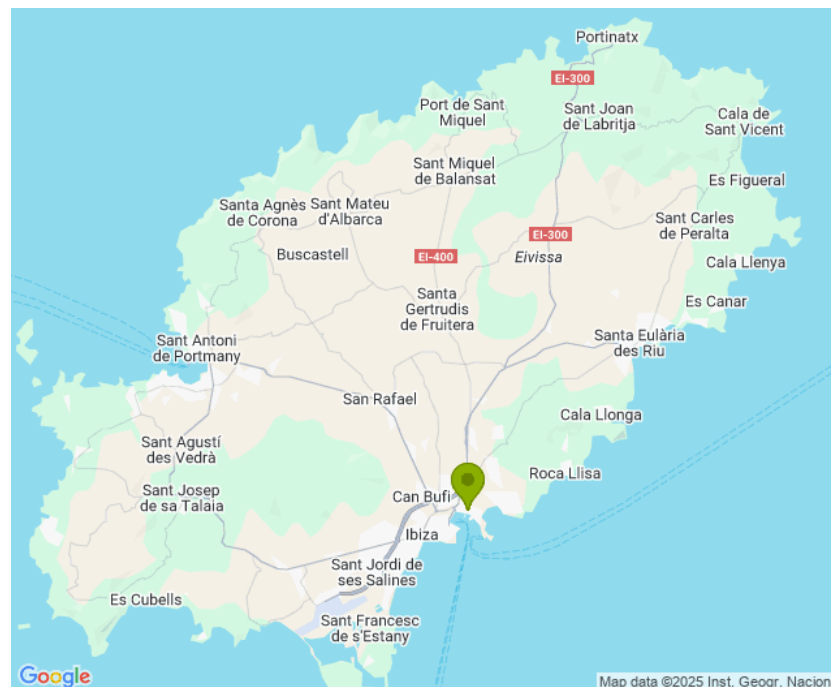 Portinatx
EI-300
Port de Sant
Miquel
Sant Joan
de Labritja
Cala de
Sant Vicent
Sant Miquel
de Balansat
Es Figueral
Santa Agnès
de Corona
Sant Mateu
d'Albarca
Sant Carles
de Peralta
EI-300
Buscastell
EI-400
Eivissa
Cala Llenya
Santa
Gertrudis
de Fruitera
Es Canar
Sant Antoni
de Portmany
Santa Eulària
des Riu
San Rafael
Cala Llonga
Sant Agustí
des Vedrà
Roca Llisa
Sant Josep
de sa Talaia
Can Bufí
Ibiza
Sant Jordi de
ses Salines
Es Cubells
Sant Francesc
de s'Estany
Google
Map data ©2025 Inst. Geogr. Nacion